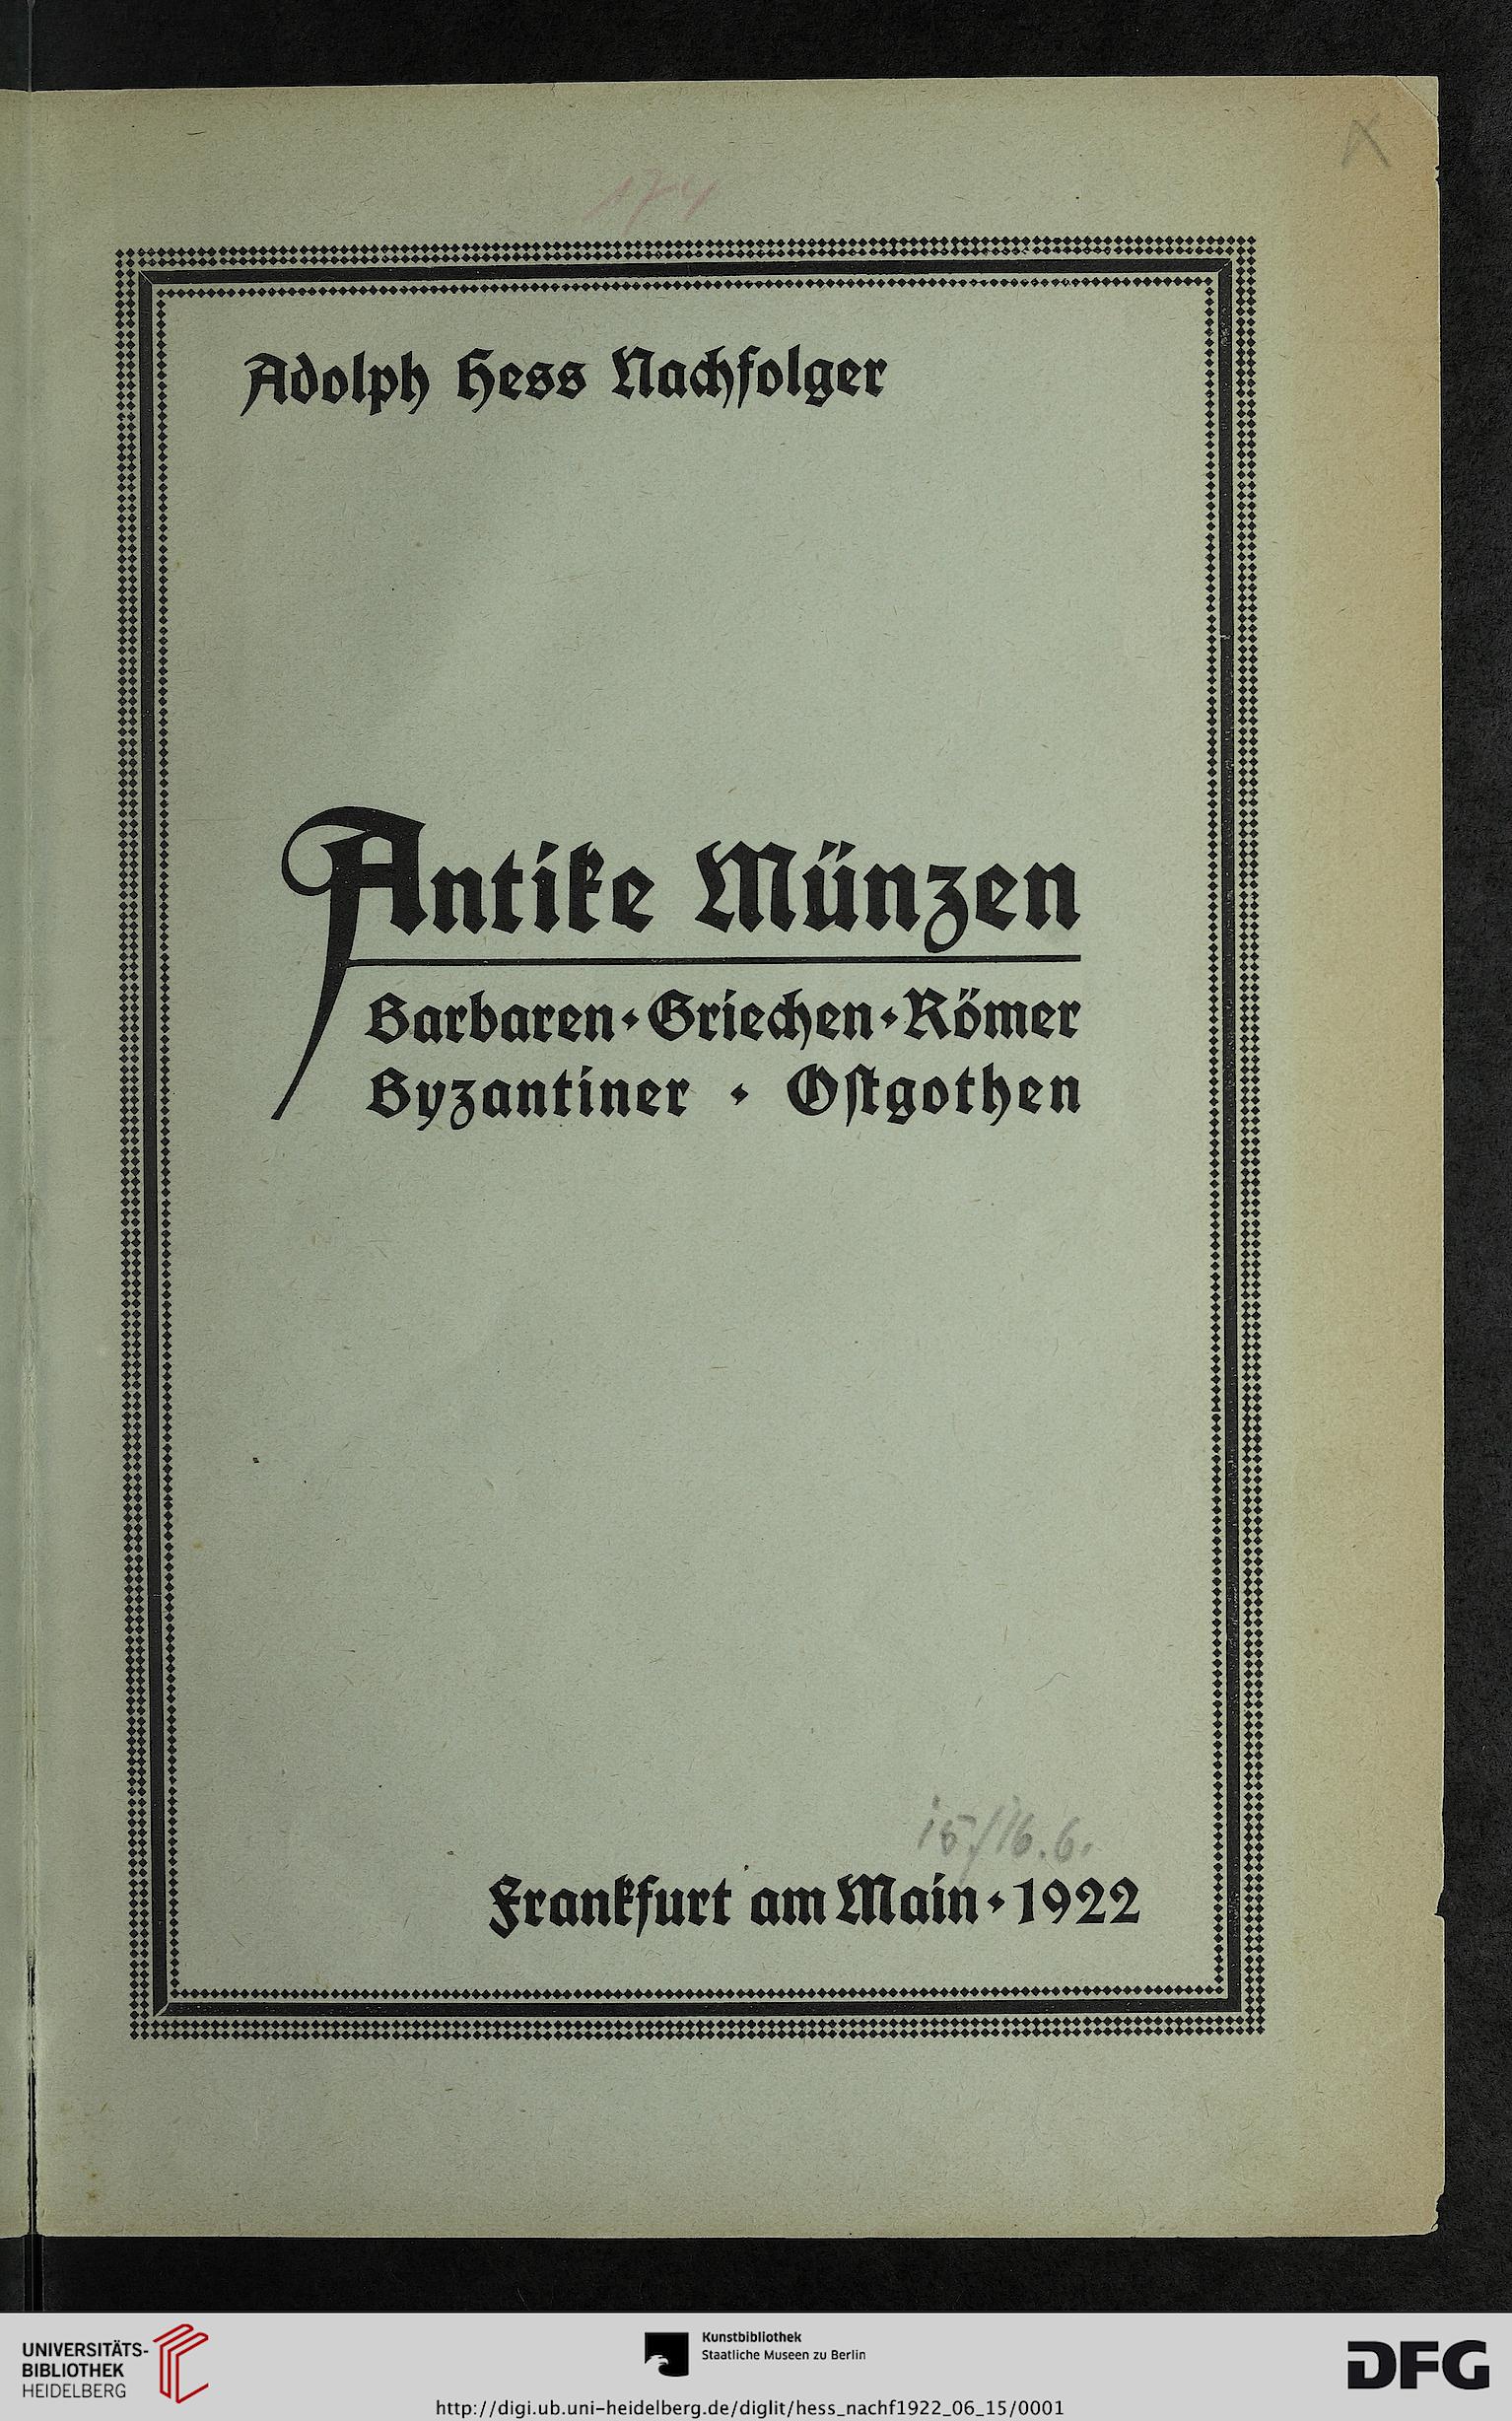 174
Adolph Hess Nachfolger
Antike Münzen
Barbaren • Griechen • Römer
Byzantiner • Ostgothen
15/16.6.
Frankfurt am Main • 1922
UNIVERSITÄTS-
BIBLIOTHEK
HEIDELBERG
Kunstbibliothek
Staatliche Museen zu Berlin
DFG
http://digi.ub.uni-heidelberg.de/diglit/hess_nachf1922_06_15/0001